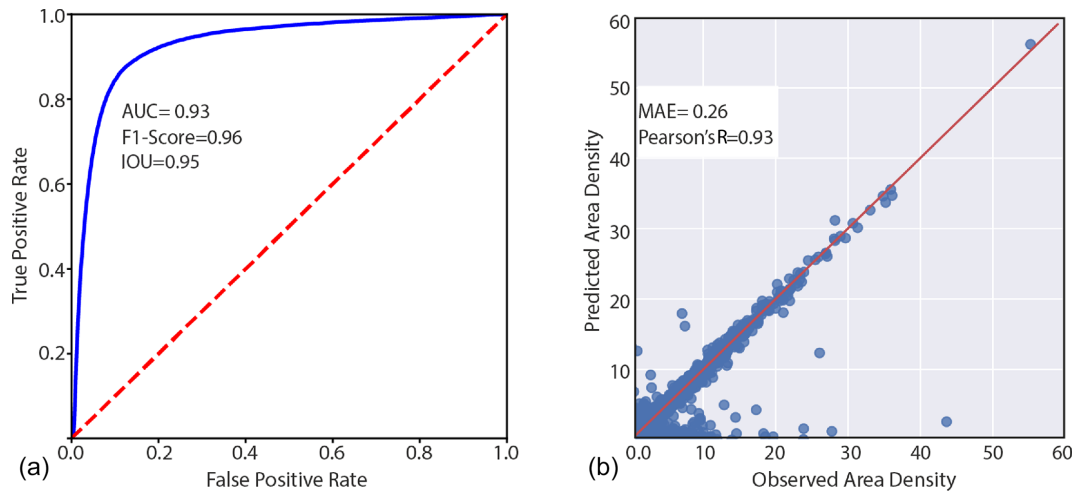 1.0
0.8
0.6
0.4
0.2
True Positive Rate
AUC= 0.93
F1-Score=0.96
IOU=0.95
0.0
0.2
0.4
0.6
0.8
1.0
False Positive Rate
(a)
60
50
40
30
20
10
Predicted Area Density
MAE= 0.26
Pearson'sR=0.93
0.0
10
20
30
40
50
60
Observed Area Density
(b)